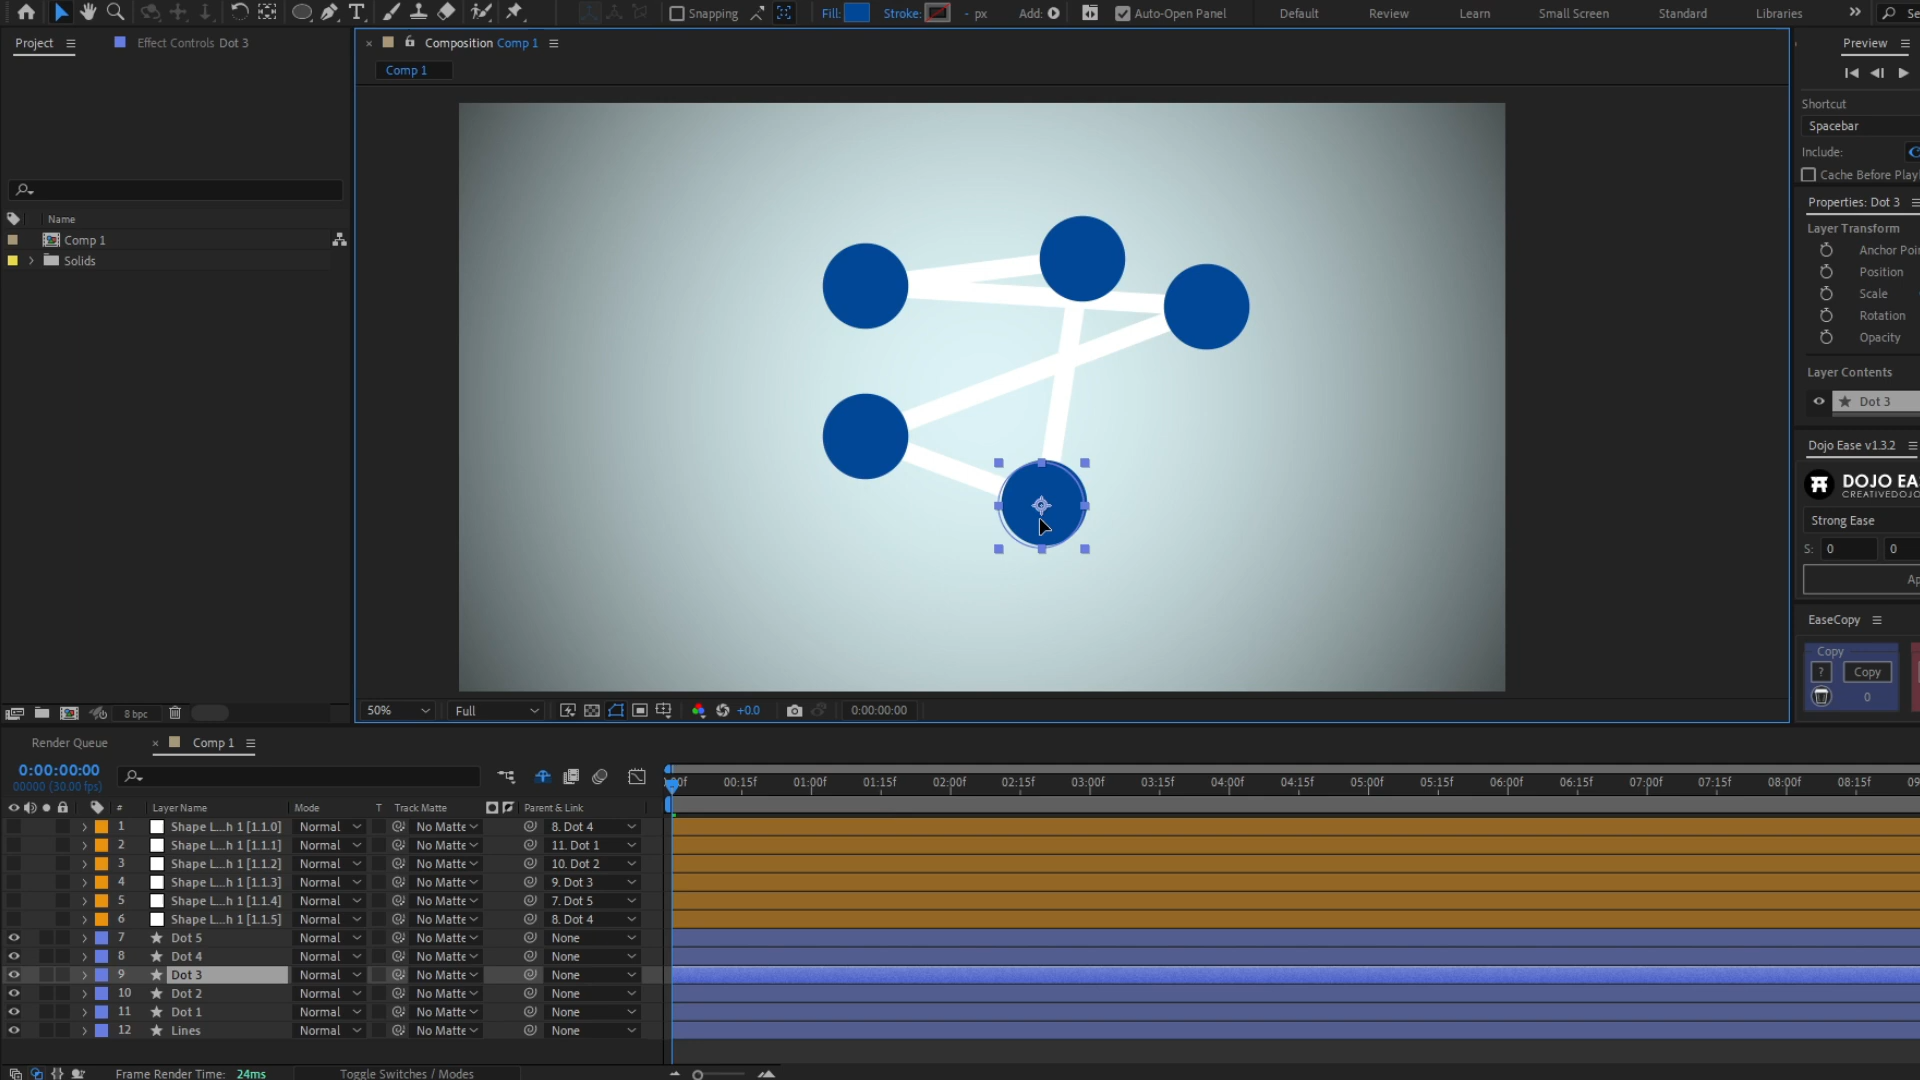 Snapping
Fill:
Stroke:
- px
Add:
Auto-Open Panel
Default
Review
Learn
Small Screen
Standard
Libraries
Project
Effect Controls Dot 3
Composition Comp 1
Comp 1
Preview
Shortcut
Spacebar
Include:
Cache Before Play
Properties: Dot 3
Layer Transform
Anchor Poi
Position
Scale
Rotation
Opacity
Layer Contents
Dot 3
Dojo Ease v1.3.2
DOJO EA
CREATIVEDOJO
Strong Ease
S: 0 0
Ap
EaseCopy
Copy
? Copy
0
Name
Comp 1
Solids
8 bpc
50%
Full
+0.0
0:00:00:00
Render Queue
Comp 1
0:00:00:00
00000 (30.00 fps)
:00f 00:15f 01:00f 01:15f 02:00f 02:15f 03:00f 03:15f 04:00f 04:15f 05:00f 05:15f 06:00f 06:15f 07:00f 07:15f 08:00f 08:15f 09
# Layer Name Mode T Track Matte Parent & Link
1 Shape L...h 1 [1.1.0] Normal No Matte 8. Dot 4
2 Shape L...h 1 [1.1.1] Normal No Matte 11. Dot 1
3 Shape L...h 1 [1.1.2] Normal No Matte 10. Dot 2
4 Shape L...h 1 [1.1.3] Normal No Matte 9. Dot 3
5 Shape L...h 1 [1.1.4] Normal No Matte 7. Dot 5
6 Shape L...h 1 [1.1.5] Normal No Matte 8. Dot 4
7 Dot 5 Normal No Matte None
8 Dot 4 Normal No Matte None
9 Dot 3 Normal No Matte None
10 Dot 2 Normal No Matte None
11 Dot 1 Normal No Matte None
12 Lines Normal No Matte None
Frame Render Time: 24ms
Toggle Switches / Modes